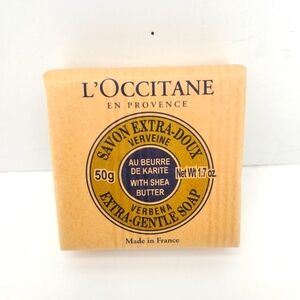 L'OCCITANE
EN PROVENCE
SAVON EXTRA-DOUX
VERVEINE
50g
AU BEURRE
DE KARITE
WITH SHEA
BUTTER
Net Wt 1.7 oz.
VERBENA
EXTRA-GENTLE SOAP
Made in France